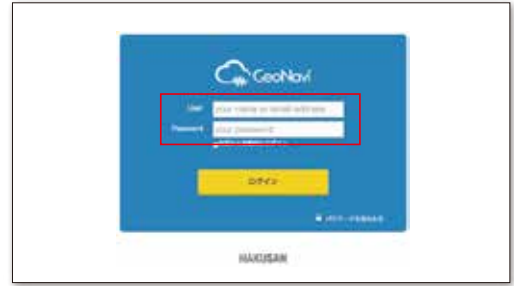 GeoNavi
User
your name or email address
Password
your password
ログイン
HAKUSAN